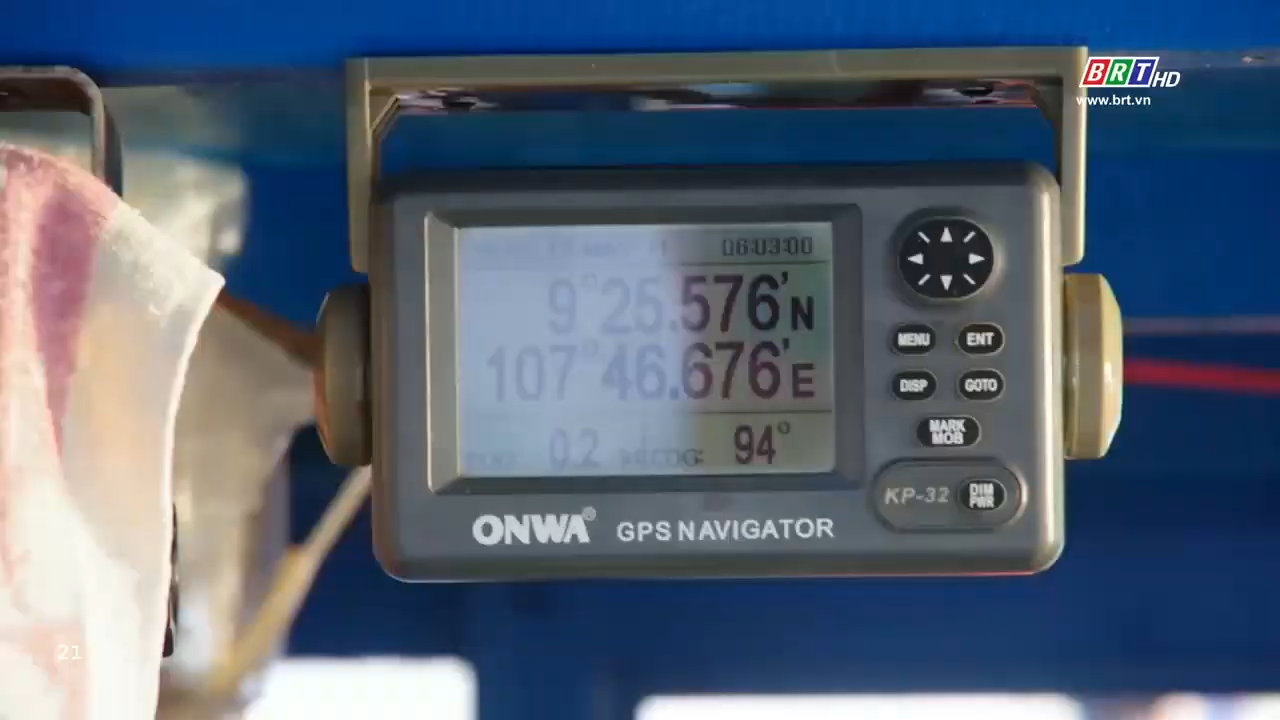 BRT HD
www.brt.vn
06:03:00
9°25.576'N
107°46.676'E
0.2
94°
MENU
ENT
DISP
GOTO
MARK
MOB
KP-32
DIM
PWR
ONWA® GPS NAVIGATOR
21